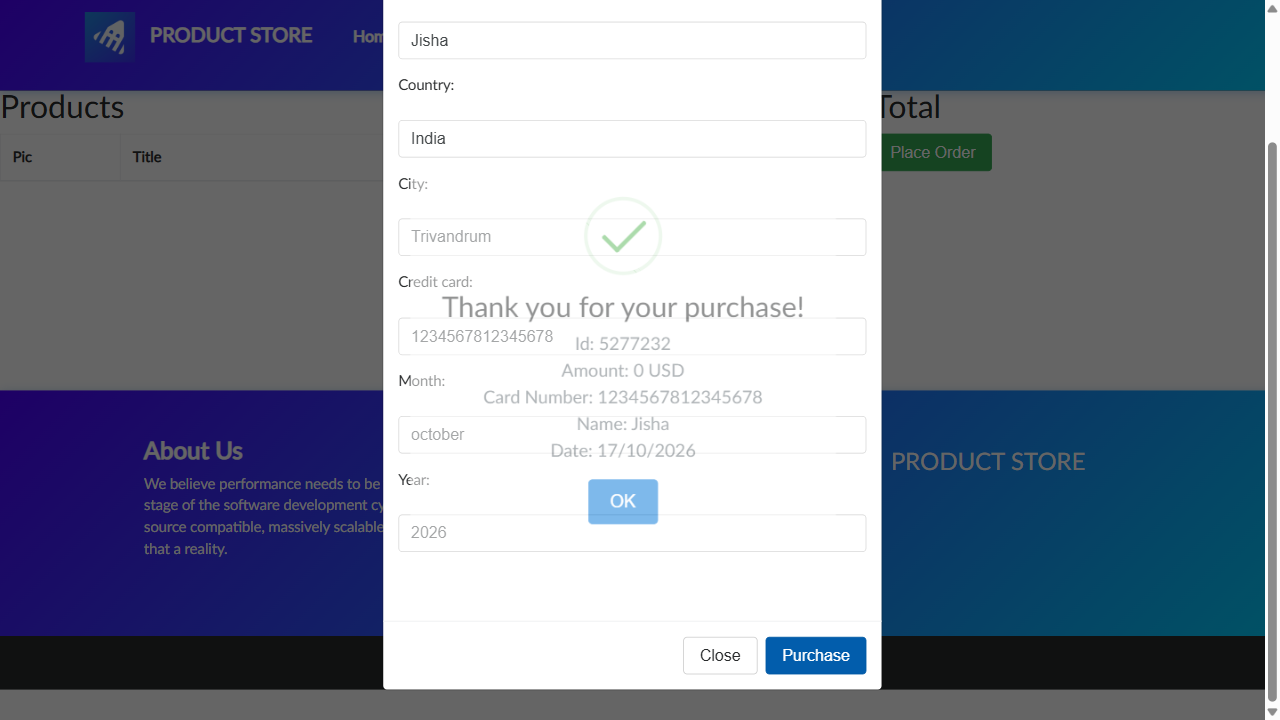 PRODUCT STORE
Hom
Products
Pic
Title
Total
Place Order
Jisha
Country:
India
City:
Trivandrum
Credit card:
Thank you for your purchase!
1234567812345678
Id: 5277232
Amount: 0 USD
Month:
Card Number: 1234567812345678
Name: Jisha
october
Date: 17/10/2026
Year:
OK
2026
Close
Purchase
About Us
We believe performance needs to be
stage of the software development cy
source compatible, massively scalable
that a reality.
PRODUCT STORE